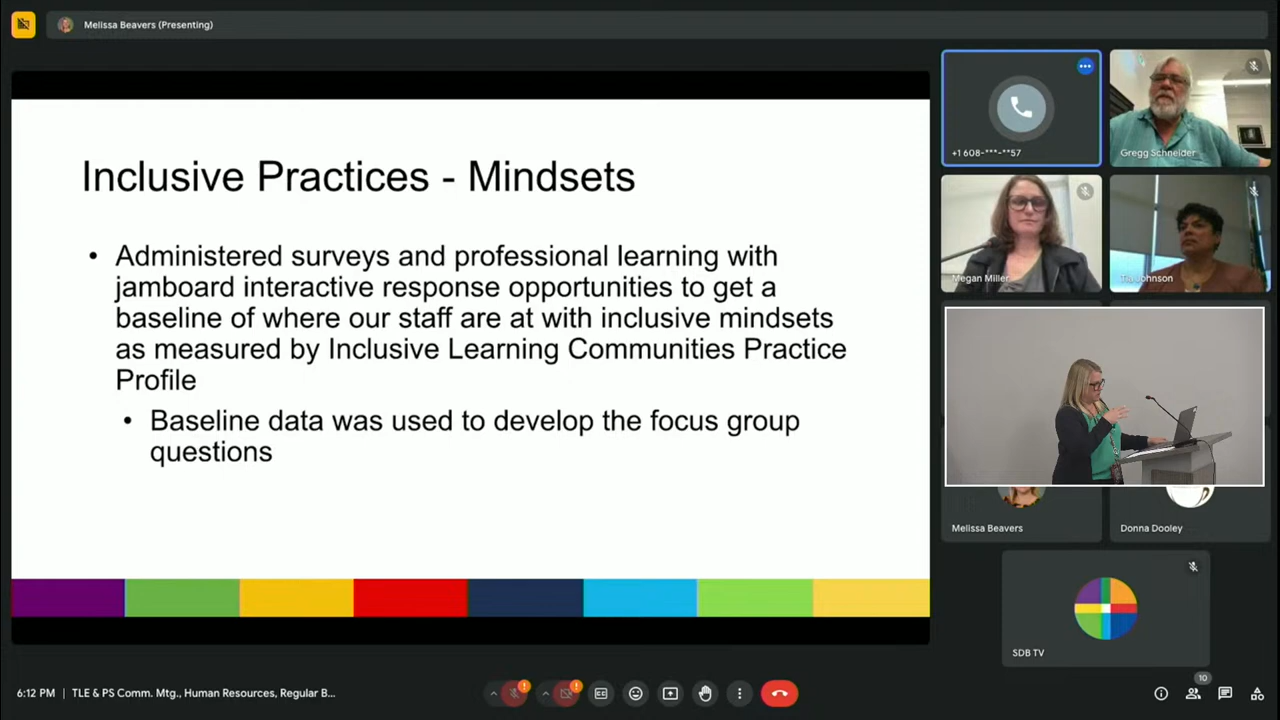 Melissa Beavers (Presenting)
Inclusive Practices - Mindsets
• Administered surveys and professional learning with
jamboard interactive response opportunities to get a
baseline of where our staff are at with inclusive mindsets
as measured by Inclusive Learning Communities Practice
Profile
• Baseline data was used to develop the focus group
questions
+1 608-***-**57
Gregg Schneider
Megan Miller
Tia Johnson
Melissa Beavers
Donna Dooley
SDB TV
6:12 PM | TLE & PS Comm. Mtg., Human Resources, Regular B...
10